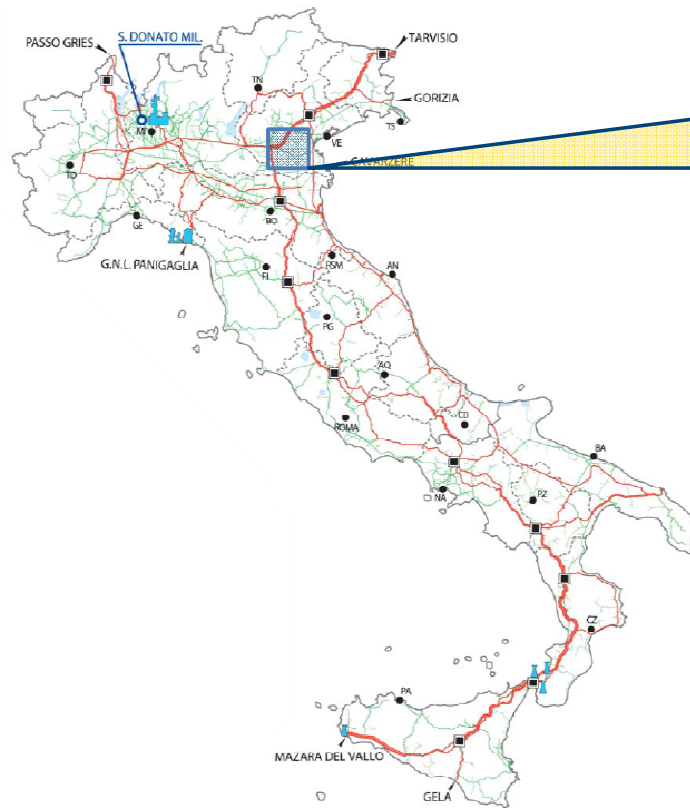 S. DONATO MIL.
PASSO GRIES
TARVISIO
TN
GORIZIA
TS
MI
VE
CAVARZERE
TO
BO
GE
G.N.L. PANIGAGLIA
FI
RSM
AN
PG
AQ
ROMA
CB
BA
NA
PZ
CZ
PA
MAZARA DEL VALLO
GELA